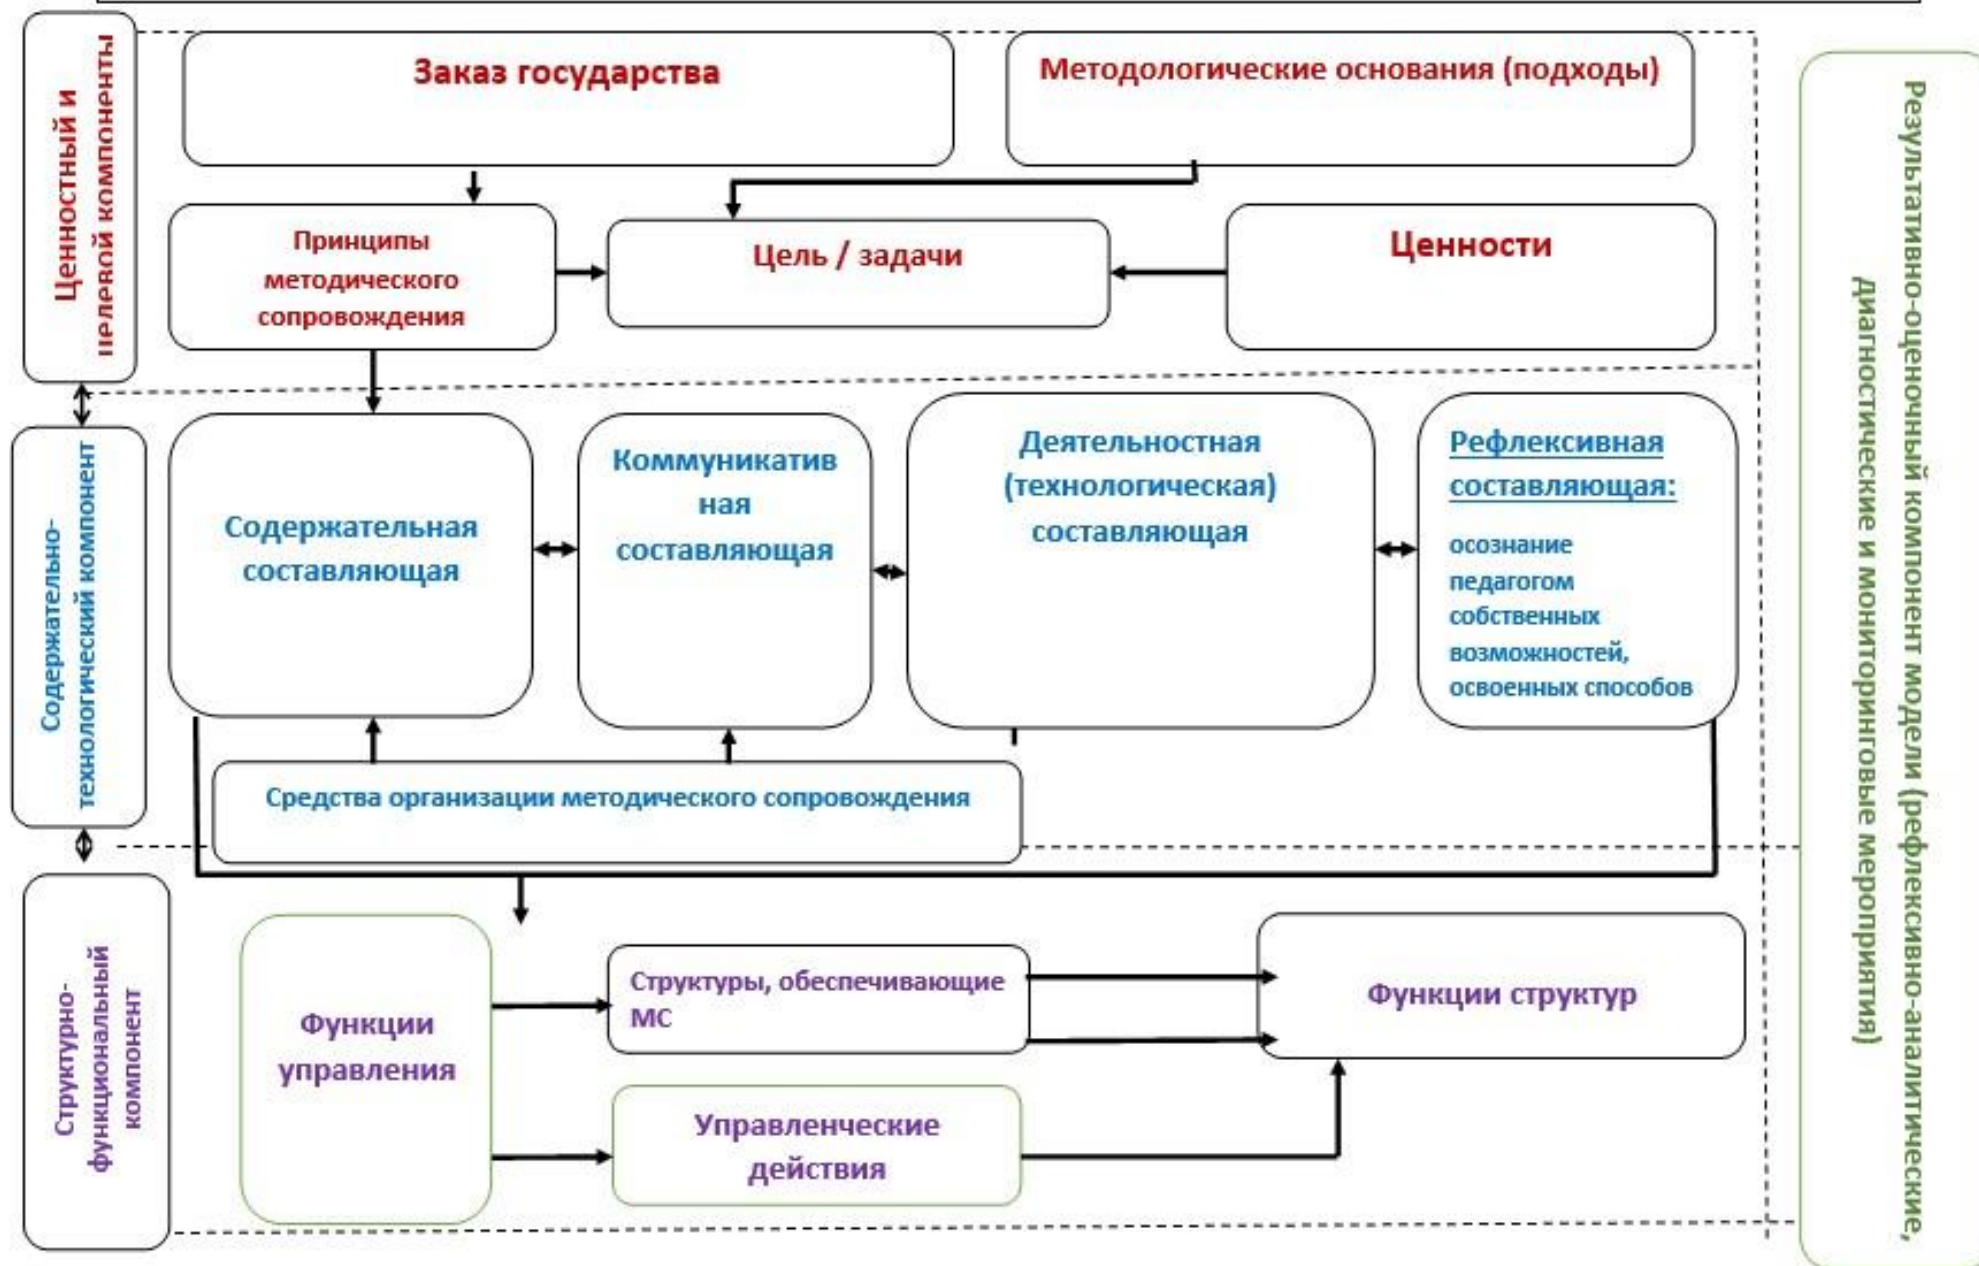 Ценностный и
целевой компоненты
Заказ государства
Методологические основания (подходы)
Принципы
методического
сопровождения
Цель / задачи
Ценности
Содержательно-
технологический компонент
Содержательная
составляющая
Коммуникатив
ная
составляющая
Деятельностная
(технологическая)
составляющая
Рефлексивная
составляющая:
осознание
педагогом
собственных
возможностей,
освоенных способов
Средства организации методического сопровождения
Структурно-
функциональный
компонент
Функции
управления
Структуры, обеспечивающие
МС
Управленческие
действия
Функции структур
Результативно-оценочный компонент модели (рефлексивно-аналитические,
диагностические и мониторинговые мероприятия)